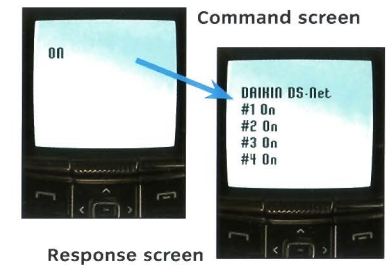 Command screen
ON
DAIKIN DS-Net
#1 On
#2 On
#3 On
#4 On
Response screen